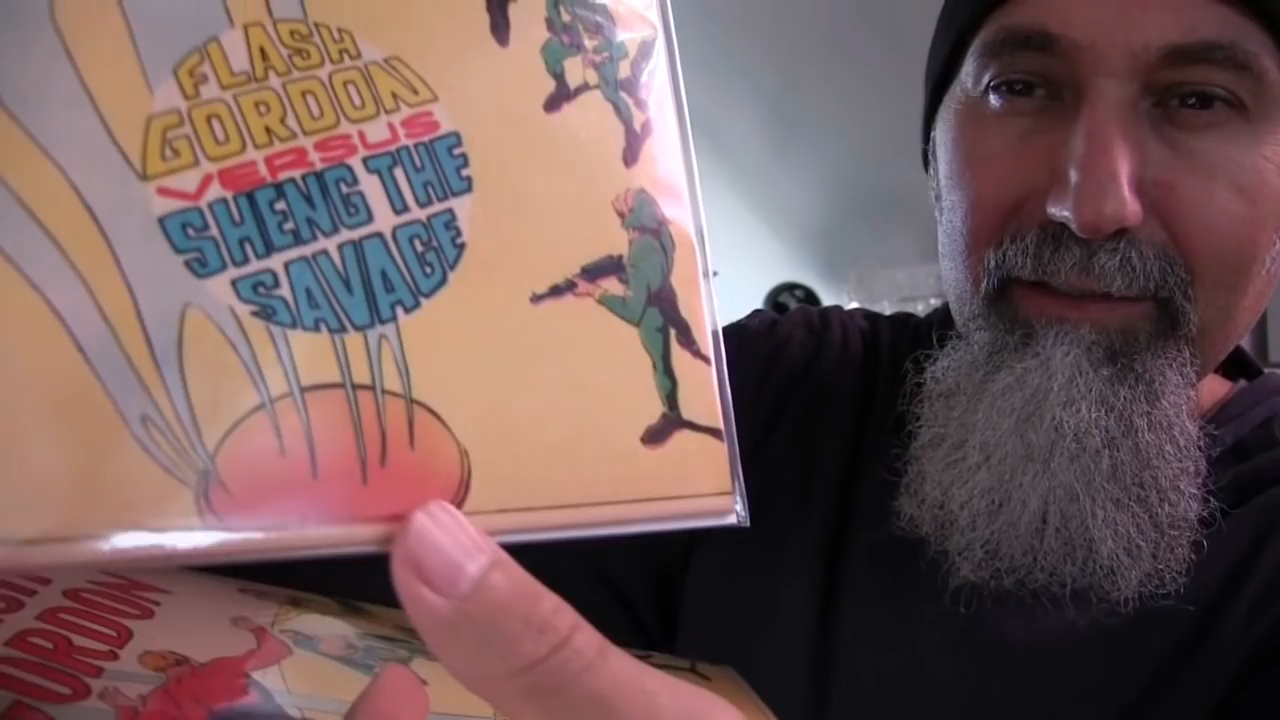 FLASH
GORDON
VERSUS
SHENG THE
SAVAGE